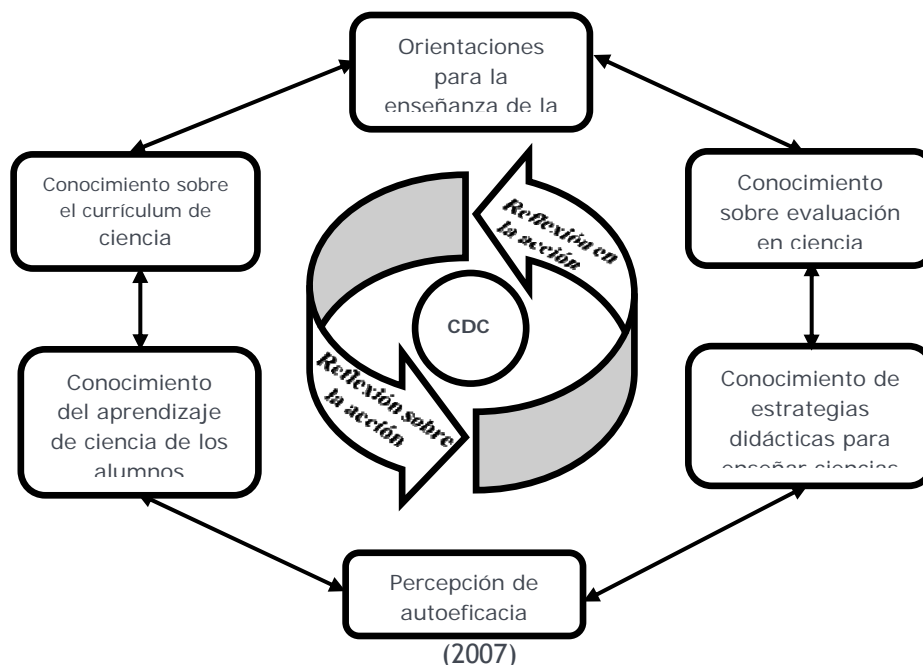 Orientaciones
para la
enseñanza de la
Conocimiento sobre
el currículum de
ciencia
Conocimiento
sobre evaluación
en ciencia
Reflexión en
la acción
CDC
Reflexión sobre
la acción
Conocimiento
del aprendizaje
de ciencia de los
alumnos
Conocimiento de
estrategias
didácticas para
enseñar ciencias
Percepción de
autoeficacia
(2007)